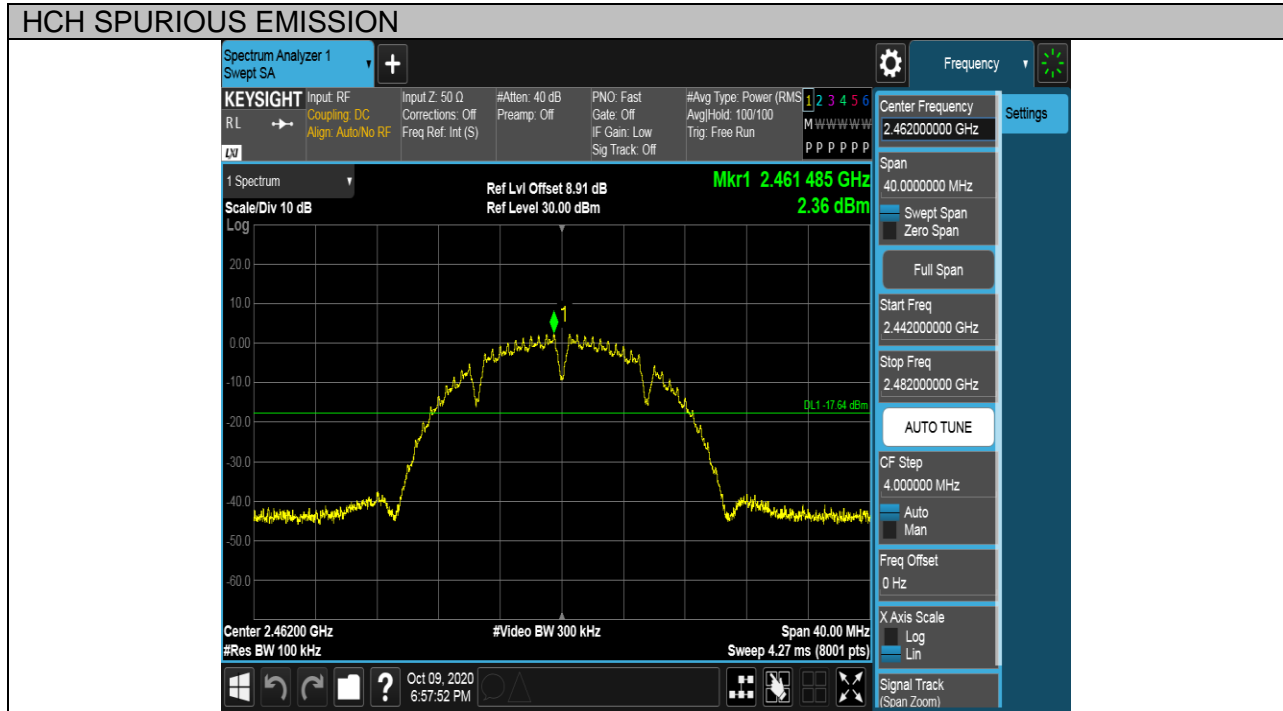 HCH SPURIOUS EMISSION
Spectrum Analyzer 1
Swept SA
+
Frequency
KEYSIGHT
RL
LXI
Input: RF
Coupling: DC
Align: Auto/No RF
Input Z: 50 Ω
Corrections: Off
Freq Ref: Int (S)
#Atten: 40 dB
Preamp: Off
PNO: Fast
Gate: Off
IF Gain: Low
Sig Track: Off
#Avg Type: Power (RMS
Avg|Hold: 100/100
Trig: Free Run
1 2 3 4 5 6
M W W W W W
P P P P P P
1 Spectrum
Scale/Div 10 dB
Ref Lvl Offset 8.91 dB
Ref Level 30.00 dBm
Mkr1 2.461 485 GHz
2.36 dBm
Log
20.0
10.0
0.00
-10.0
-20.0
-30.0
-40.0
-50.0
-60.0
1
DL1 -17.64 dBm
Center 2.46200 GHz
#Res BW 100 kHz
#Video BW 300 kHz
Span 40.00 MHz
Sweep 4.27 ms (8001 pts)
?
Oct 09, 2020
6:57:52 PM
Center Frequency
2.462000000 GHz
Settings
Span
40.0000000 MHz
Swept Span
Zero Span
Full Span
Start Freq
2.442000000 GHz
Stop Freq
2.482000000 GHz
AUTO TUNE
CF Step
4.000000 MHz
Auto
Man
Freq Offset
0 Hz
X Axis Scale
Log
Lin
Signal Track
(Span Zoom)